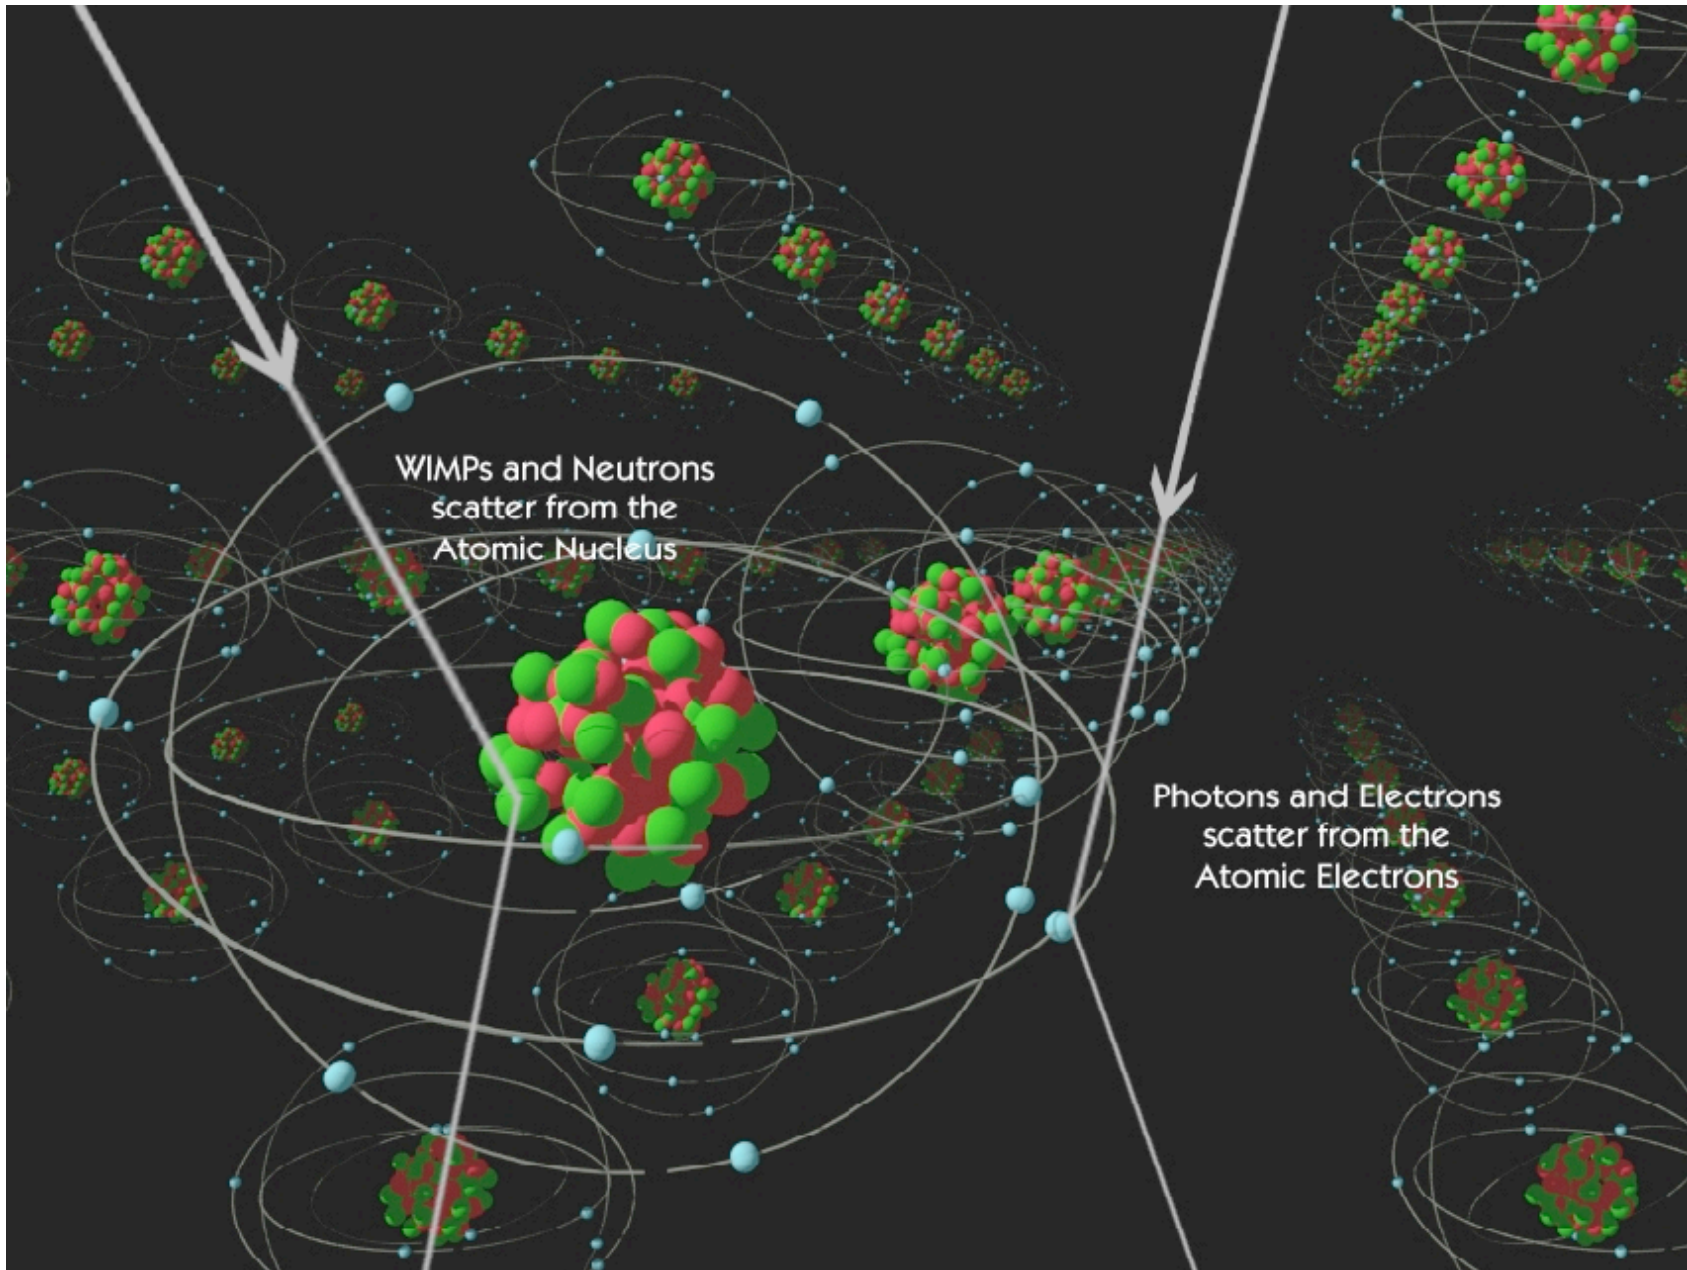 WIMPs and Neutrons
scatter from the
Atomic Nucleus
Photons and Electrons
scatter from the
Atomic Electrons